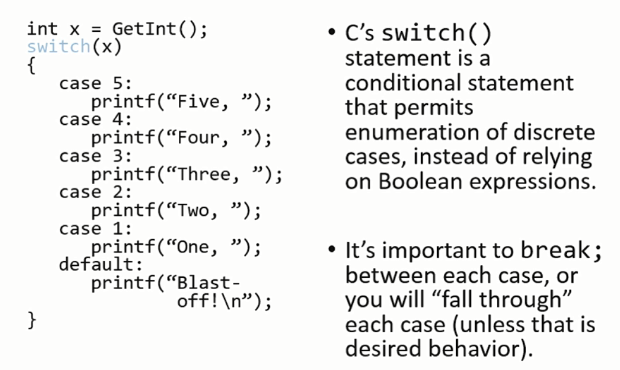 int x = GetInt();
switch(x)
{
case 5:
printf(“Five, ”);
case 4:
printf(“Four, ”);
case 3:
printf(“Three, ”);
case 2:
printf(“Two, ”);
case 1:
printf(“One, ”);
default:
printf(“Blast-
off!\n”);
}
• C’s switch()
statement is a
conditional statement
that permits
enumeration of discrete
cases, instead of relying
on Boolean expressions.
• It’s important to break;
between each case, or
you will “fall through”
each case (unless that is
desired behavior).